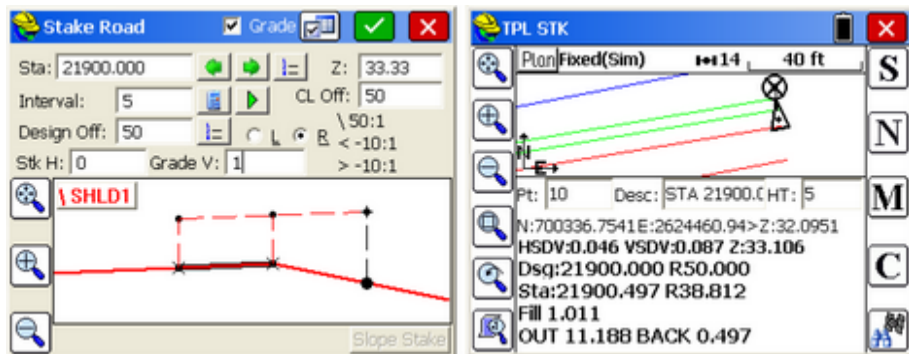 Stake Road Grade
Sta: 21900.000 Z: 33.33
Interval: 5 CL Off: 50
Design Off: 50 L R \ 50:1
< -10:1
Stk H: 0 Grade V: 1 > -10:1
\ SHLD1
Slope Stake
TPL STK
Plan Fixed(Sim) 14 40 ft
S
N
M
C
N
E
Pt: 10 Desc: STA 21900.( HT: 5
N:700336.7541 E:2624460.94>Z:32.0951
HSDV:0.046 VSDV:0.087 Z:33.106
Dsg:21900.000 R50.000
Sta:21900.497 R38.812
Fill 1.011
OUT 11.188 BACK 0.497